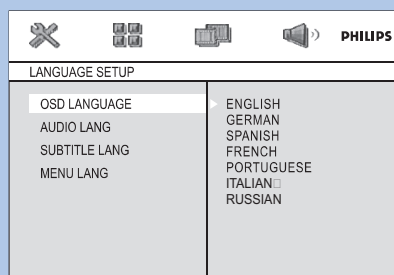 PHILIPS
LANGUAGE SETUP
OSD LANGUAGE
AUDIO LANG
SUBTITLE LANG
MENU LANG
ENGLISH
GERMAN
SPANISH
FRENCH
PORTUGUESE
ITALIAN□
RUSSIAN